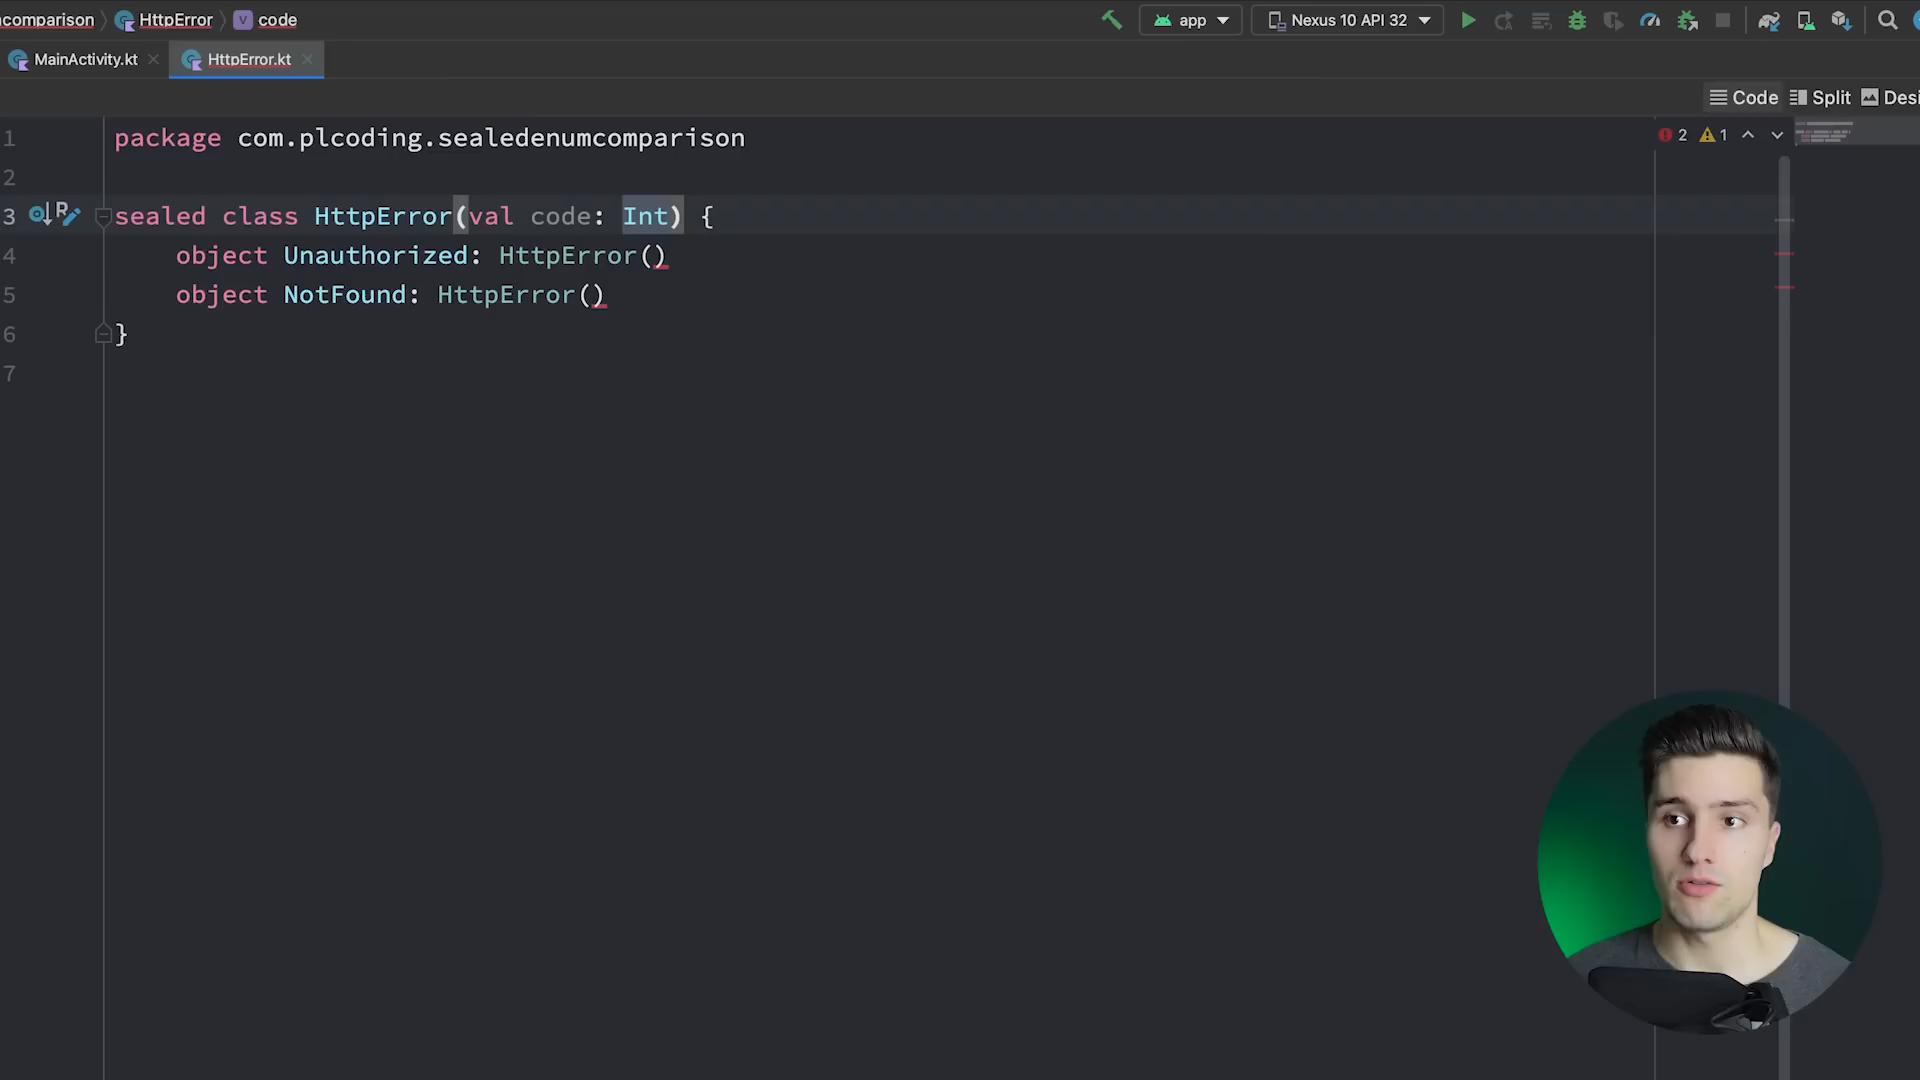 comparison HttpError V code app Nexus 10 API 32
MainActivity.kt HttpError.kt
Code Split Desi
2 1
1 package com.plcoding.sealedenumcomparison
2
3 sealed class HttpError(val code: Int) {
4 object Unauthorized: HttpError()
5 object NotFound: HttpError()
6 }
7